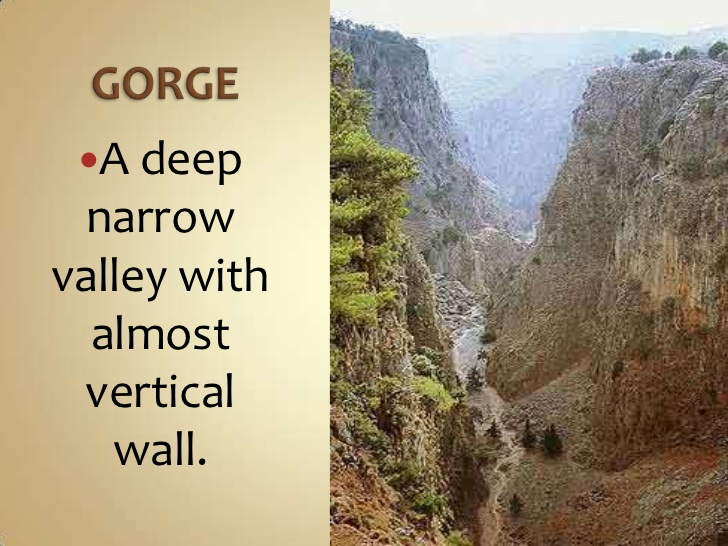 GORGE
•A deep
narrow
valley with
almost
vertical
wall.